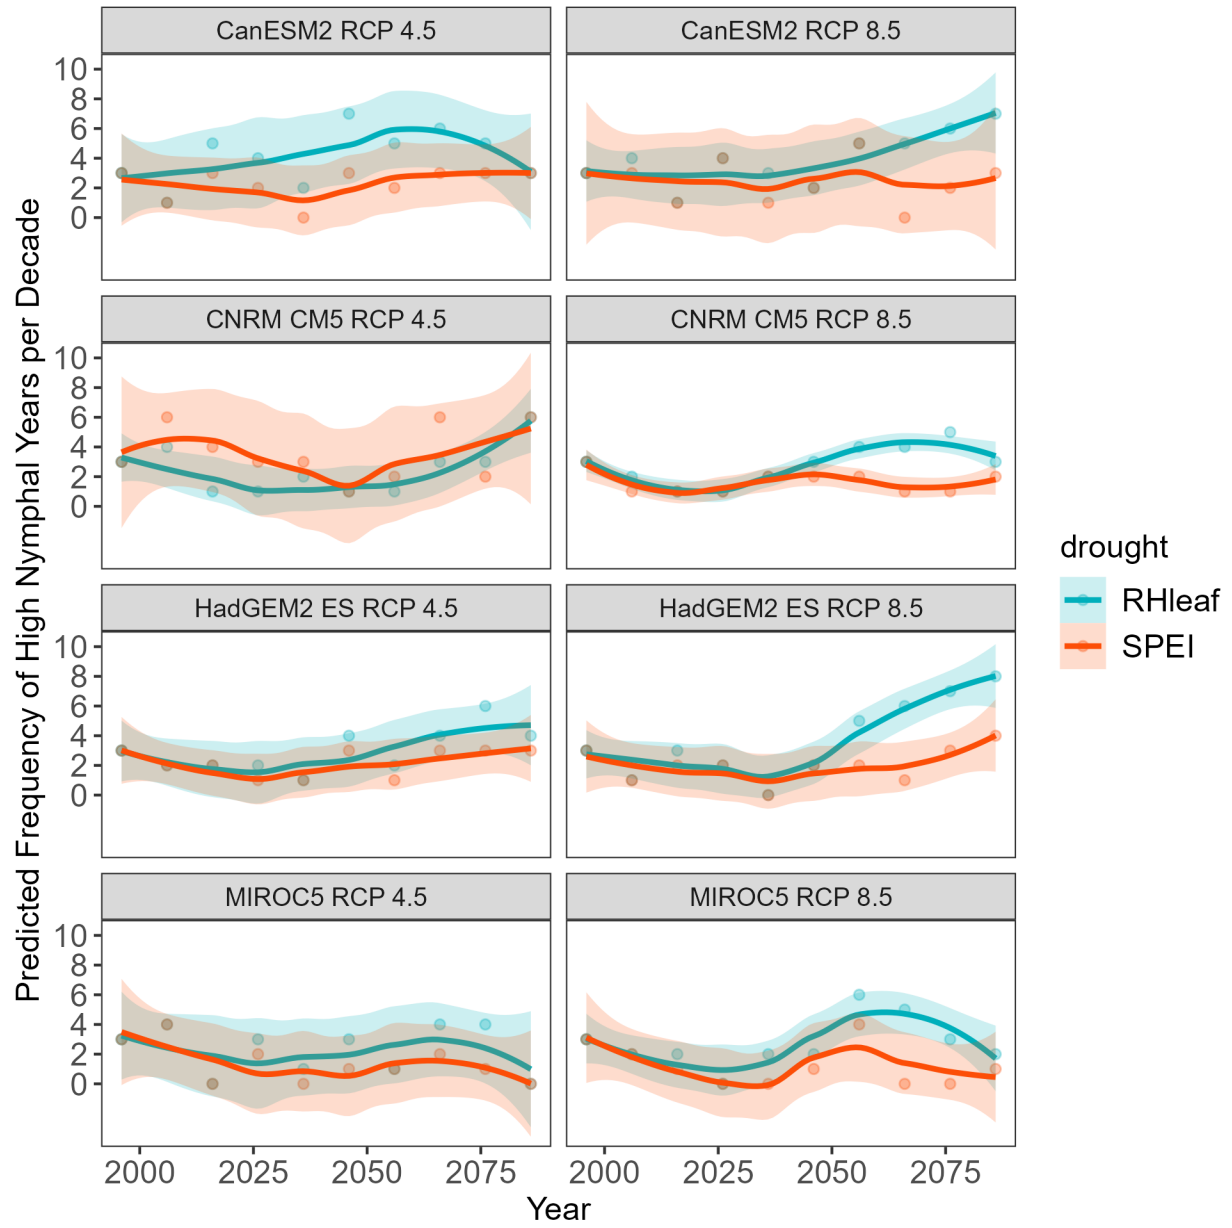 CanESM2 RCP 4.5
CanESM2 RCP 8.5
10
8
6
4
2
0
CNRM CM5 RCP 4.5
CNRM CM5 RCP 8.5
10
8
6
4
2
0
HadGEM2 ES RCP 4.5
HadGEM2 ES RCP 8.5
10
8
6
4
2
0
MIROC5 RCP 4.5
MIROC5 RCP 8.5
10
8
6
4
2
0
2000 2025 2050 2075
2000 2025 2050 2075
Year
Predicted Frequency of High Nymphal Years per Decade
drought
RHleaf
SPEI